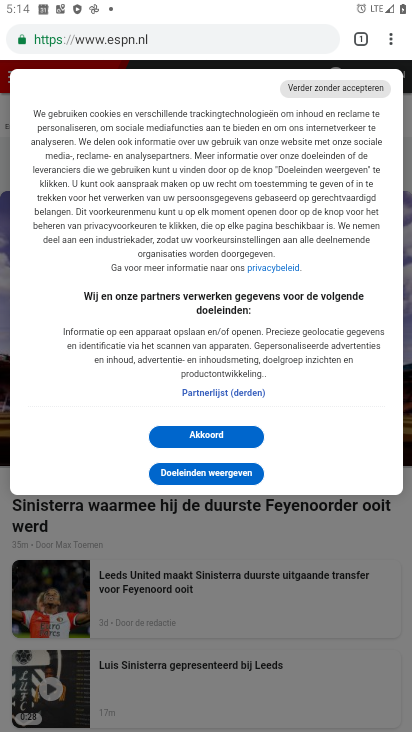 5:14
LTE
https://www.espn.nl
1
Verder zonder accepteren
We gebruiken cookies en verschillende trackingtechnologieën om inhoud en reclame te
personaliseren, om sociale mediafuncties aan te bieden en om ons internetverkeer te
analyseren. We delen ook informatie over uw gebruik van onze website met onze sociale
media-, reclame- en analysepartners. Meer informatie over onze doeleinden of de
leveranciers die we gebruiken kunt u vinden door op de knop "Doeleinden weergeven" te
klikken. U kunt ook aanspraak maken op uw recht om toestemming te geven of in te
trekken voor het verwerken van uw persoonsgegevens gebaseerd op gerechtvaardigd
belangen. Dit voorkeurenmenu kunt u op elk moment openen door op de knop voor het
beheren van privacyvoorkeuren te klikken, die op elke pagina beschikbaar is. We nemen
deel aan een industriekader, zodat uw voorkeursinstellingen aan alle deelnemende
organisaties worden doorgegeven.
Ga voor meer informatie naar ons privacybeleid.
Wij en onze partners verwerken gegevens voor de volgende
doeleinden:
Informatie op een apparaat opslaan en/of openen. Precieze geolocatie gegevens
en identificatie via het scannen van apparaten. Gepersonaliseerde advertenties
en inhoud, advertentie- en inhoudsmeting, doelgroep inzichten en
productontwikkeling..
Partnerlijst (derden)
Akkoord
Doeleinden weergeven
Sinisterra waarmee hij de duurste Feyenoorder ooit
werd
35m • Door Max Toemen
Leeds United maakt Sinisterra duurste uitgaande transfer
voor Feyenoord ooit
3d • Door de redactie
Luis Sinisterra gepresenteerd bij Leeds
0:28
17m